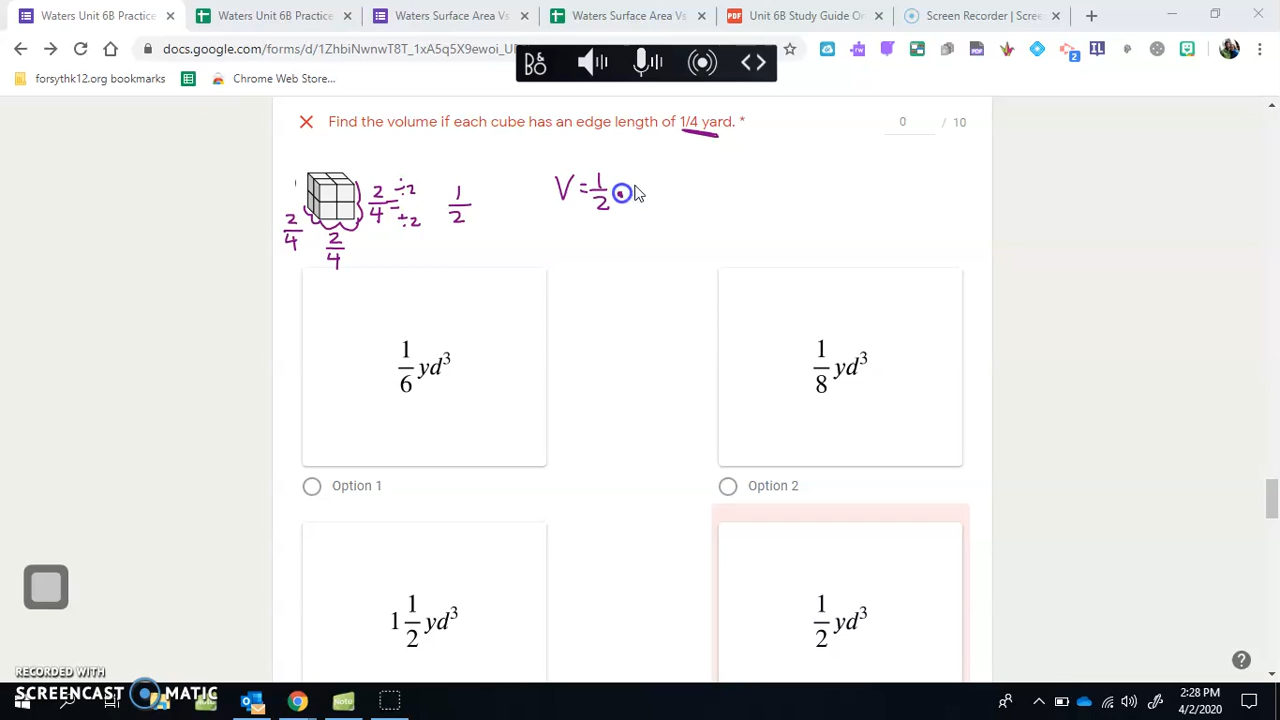 Waters Unit 6B Practice
Waters Unit 6B Practice
Waters Surface Area Vs
Waters Surface Area Vs
Unit 6B Study Guide On
Screen Recorder | Scree
docs.google.com/forms/d/1ZhbiNwnwT8T_1xA5q5X9ewoi_U
forsythk12.org bookmarks
Chrome Web Store...
Find the volume if each cube has an edge length of 1/4 yard. *
0 / 10
2/4 ÷2 = ÷2 1/2
V = 1/2 •
2/4
2/4
1/6 yd³
1/8 yd³
Option 1
Option 2
1 1/2 yd³
1/2 yd³
RECORDED WITH
SCREENCAST MATIC
2:28 PM
4/2/2020